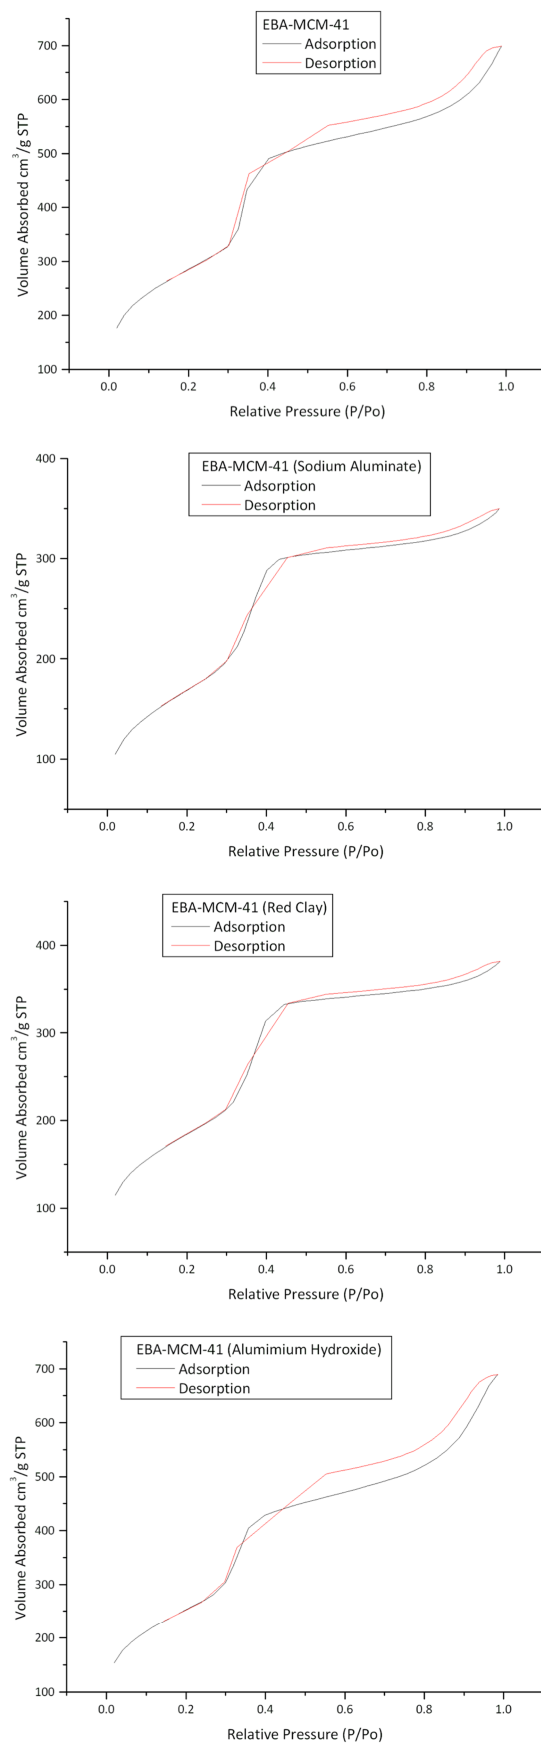 EBA-MCM-41
Adsorption
Desorption
700
600
500
400
300
200
100
Volume Absorbed cm³/g STP
0.0 0.2 0.4 0.6 0.8 1.0
Relative Pressure (P/Po)
EBA-MCM-41 (Sodium Aluminate)
Adsorption
Desorption
400
300
200
100
Volume Absorbed cm³/g STP
0.0 0.2 0.4 0.6 0.8 1.0
Relative Pressure (P/Po)
EBA-MCM-41 (Red Clay)
Adsorption
Desorption
400
300
200
100
Volume Absorbed cm³/g STP
0.0 0.2 0.4 0.6 0.8 1.0
Relative Pressure (P/Po)
EBA-MCM-41 (Alumimium Hydroxide)
Adsorption
Desorption
700
600
500
400
300
200
100
Volume Absorbed cm³/g STP
0.0 0.2 0.4 0.6 0.8 1.0
Relative Pressure (P/Po)